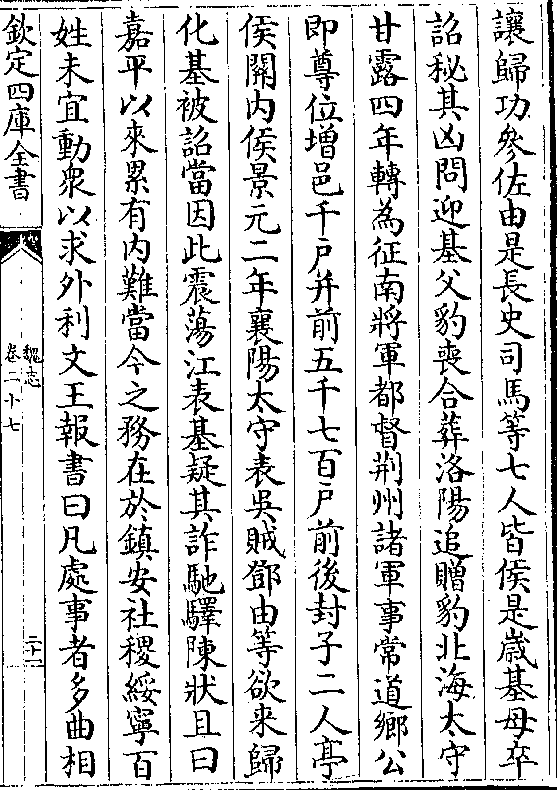 讓歸功參佐由是長史司馬等七人皆侯是歲基母卒
詔秘其凶問迎基父豹喪合葬洛陽追贈豹北海太守
甘露四年轉為征南將軍都督荆州諸軍事常道鄉公
即尊位增邑千戶并前五千七百戶前後封子二人亭
侯關內侯景元二年襄陽太守表吳賊鄧由等欲来歸
化基被詔當因此震蕩江表基疑其詐馳驛陳狀且曰
嘉平以來累有内難當今之務在於鎮安社稷綏寧百
姓未宜動衆以求外利文王報書曰凡處事者多曲相
欽定四庫全書
魏志
卷二十七
二十一